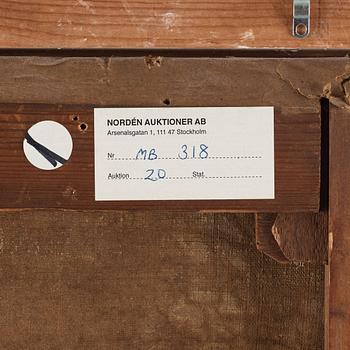 NORDÉN AUKTIONER AB
Arsenalsgatan 1, 111 47 Stockholm
Nr MB 318
Auktion 20 Stat.